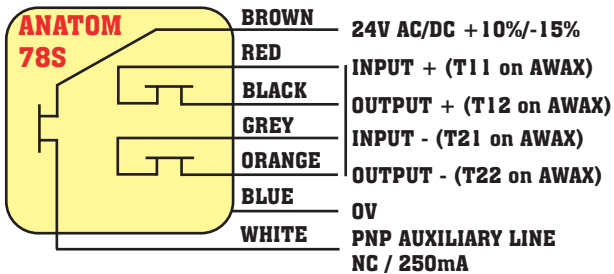 ANATOM
78S
BROWN
24V AC/DC +10%/-15%
RED
INPUT + (T11 on AWAX)
BLACK
OUTPUT + (T12 on AWAX)
GREY
INPUT - (T21 on AWAX)
ORANGE
OUTPUT - (T22 on AWAX)
BLUE
0V
WHITE
PNP AUXILIARY LINE
NC / 250mA